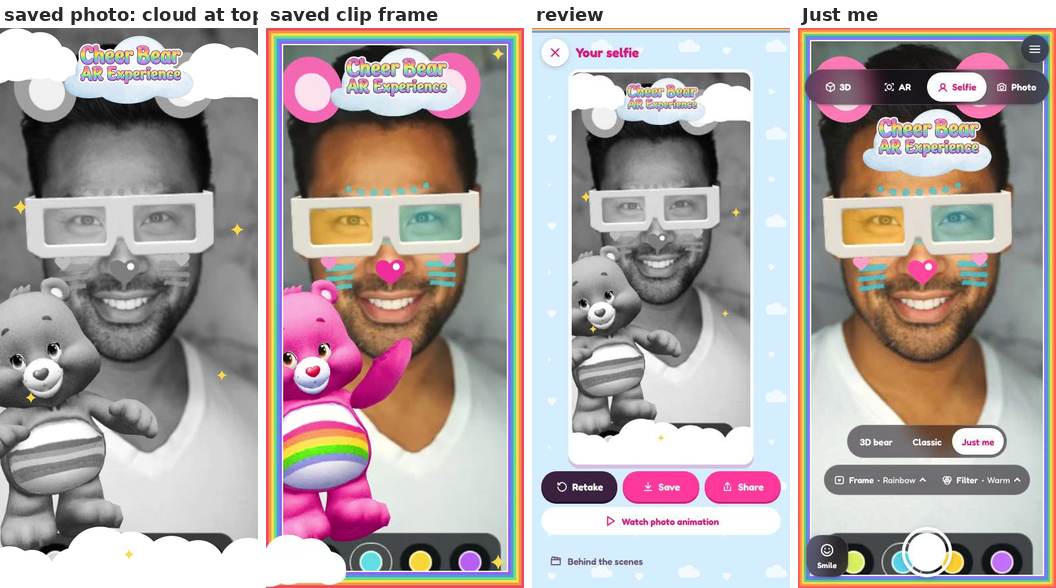 saved photo: cloud at top
Cheer Bear
AR Experience
saved clip frame
Cheer Bear
AR Experience
review
Your selfie
Cheer Bear
AR Experience
Retake
Save
Share
Watch photo animation
Behind the scenes
Just me
3D
AR
Selfie
Photo
Cheer Bear
AR Experience
3D bear
Classic
Just me
Frame • Rainbow
Filter • Warm
Smile